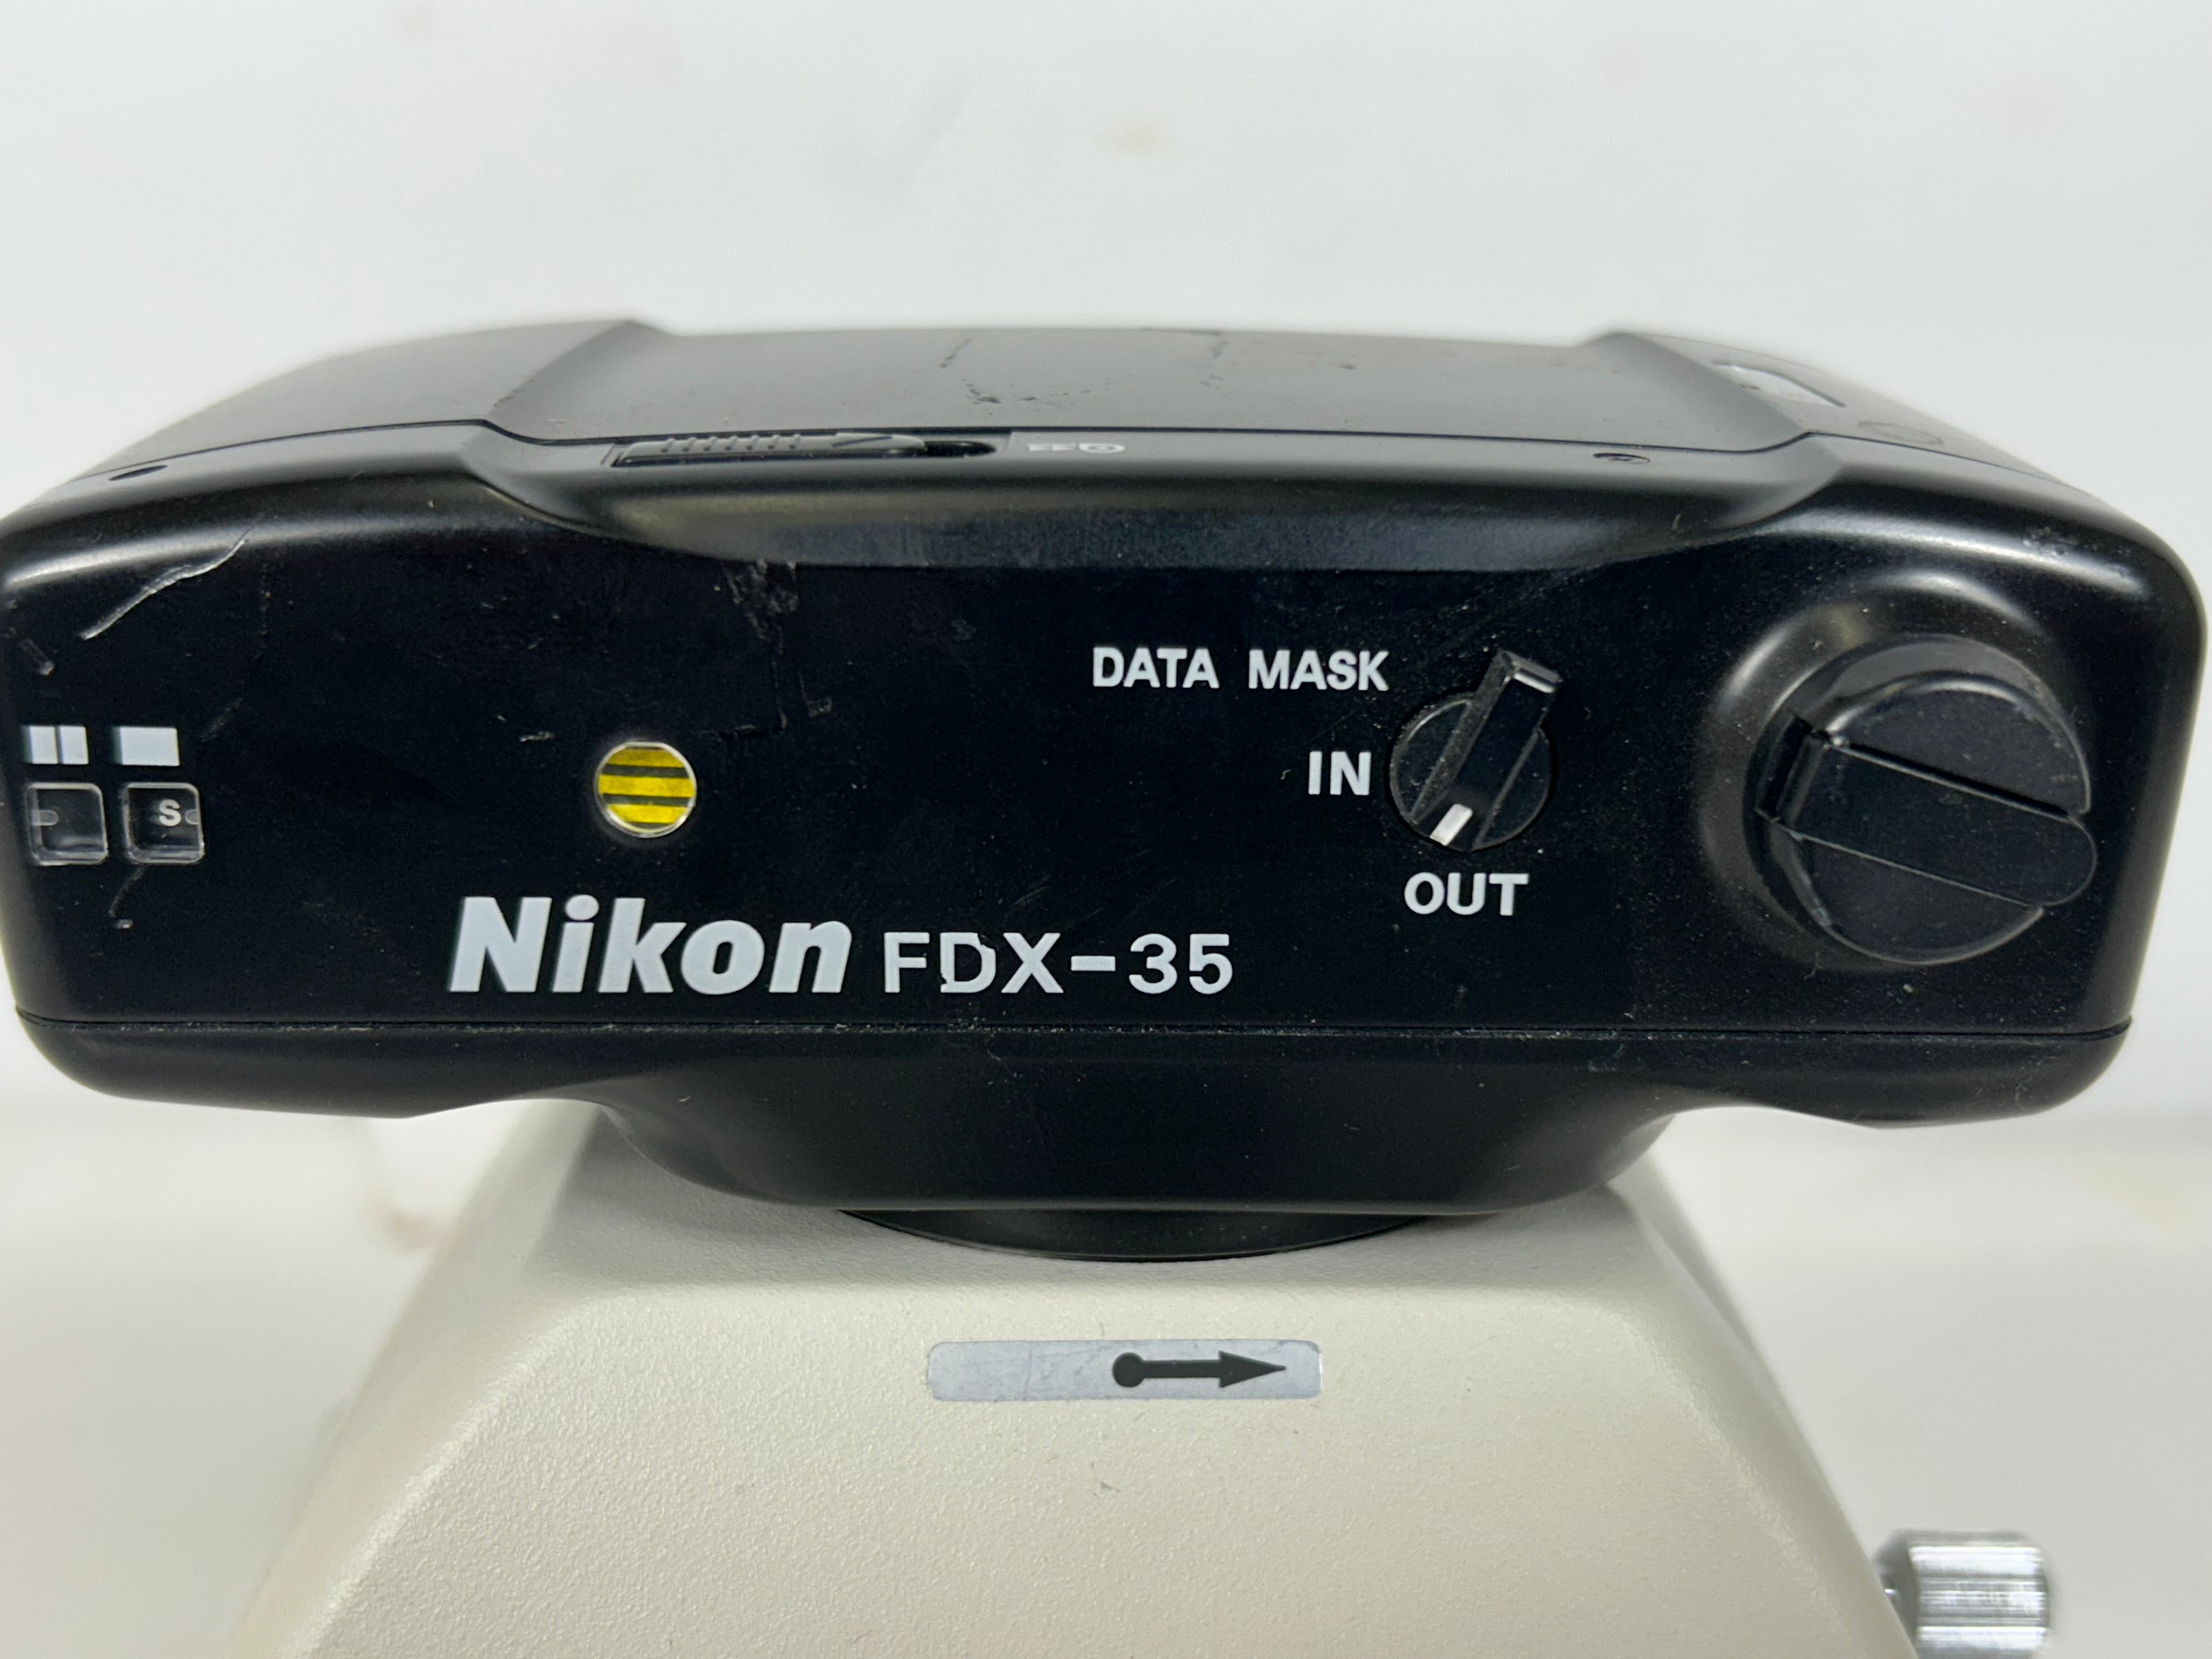 DATA MASK
IN
S
OUT
Nikon FDX-35